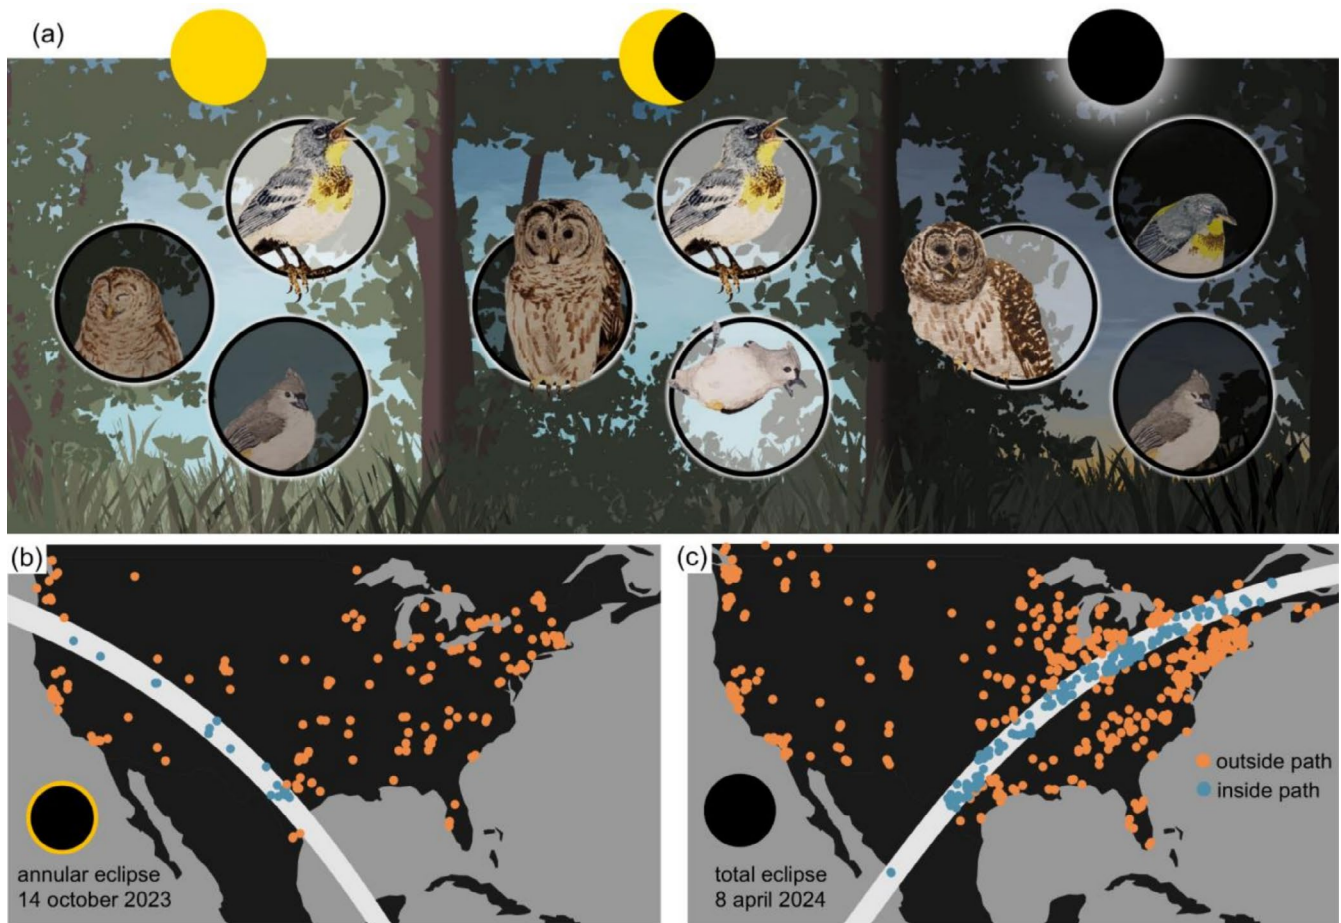 (a)
(b)
annular eclipse
14 october 2023
(c)
outside path
inside path
total eclipse
8 april 2024